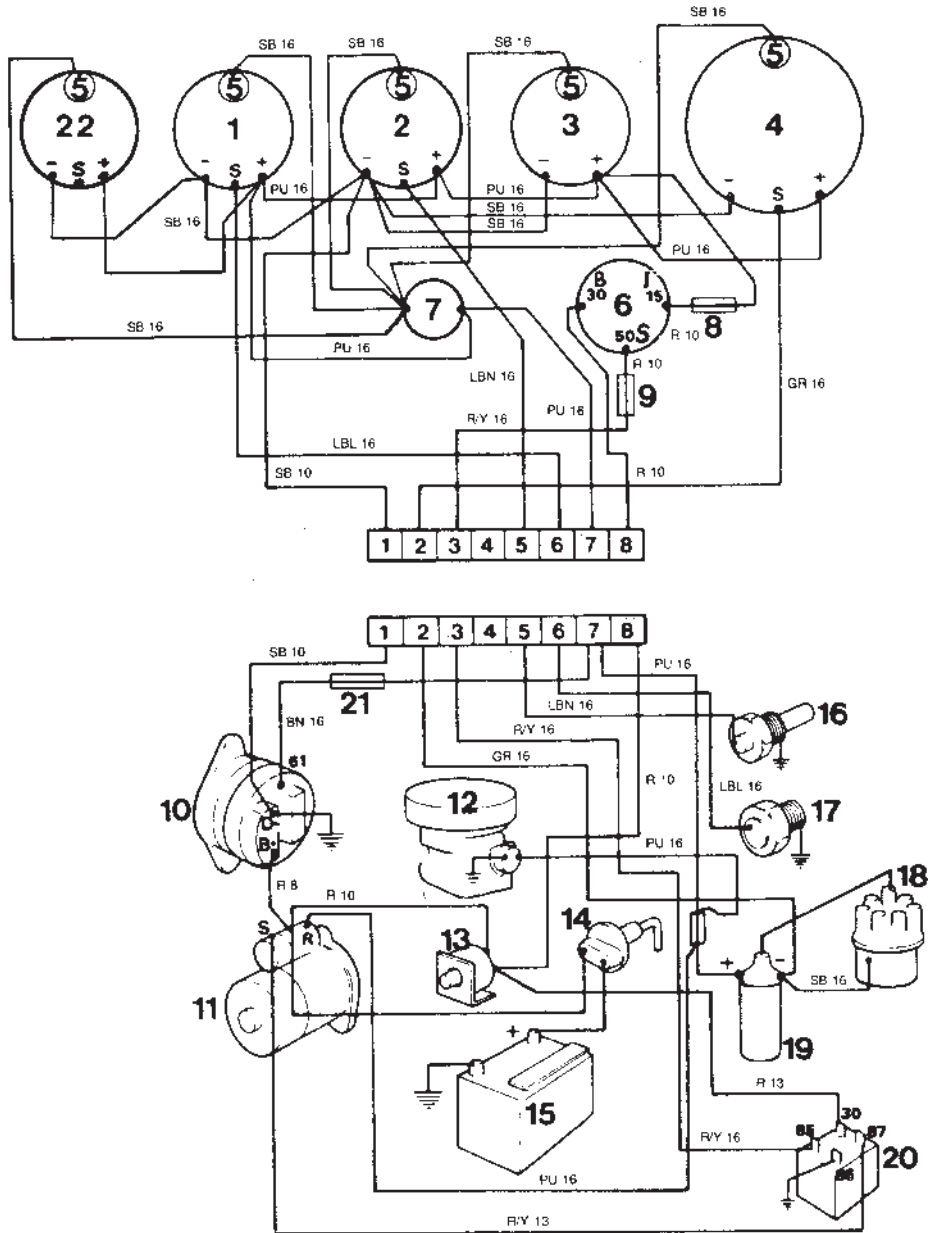 SB 16
SB 16 SB 16 SB 16
5 5 5 5 5
22 1 2 3 4
- S + - S + - S + - + - S +
PU 16 PU 16
SB 16 SB 16
SB 16
PU 16
B 30 6 15
7
50 S
R 10 8
SB 16 PU 16
R 10
LBN 16 9 GR 16
R/Y 16 PU 16
LBL 16
SB 10 R 10
1 2 3 4 5 6 7 8
1 2 3 4 5 6 7 8
SB 10 PU 16
21
LBN 16 16
BN 16 R/Y 16
GR 16
61 R 10
10 12 LBL 16 17
B+
PU 16
18
R 8 R 10
S R 14
13
+ -
11 SB 16
+ 19
15 R 13
30
85 87
R/Y 16 20
86
PU 16
R/Y 13